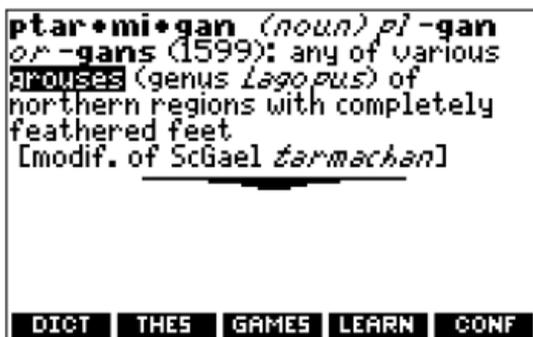 ptar•mi•gan (noun) pl -gan
or -gans (1599): any of various
grouses (genus Lagopus) of
northern regions with completely
feathered feet
[modif. of ScGael tarmachan]
DICT THES GAMES LEARN CONF